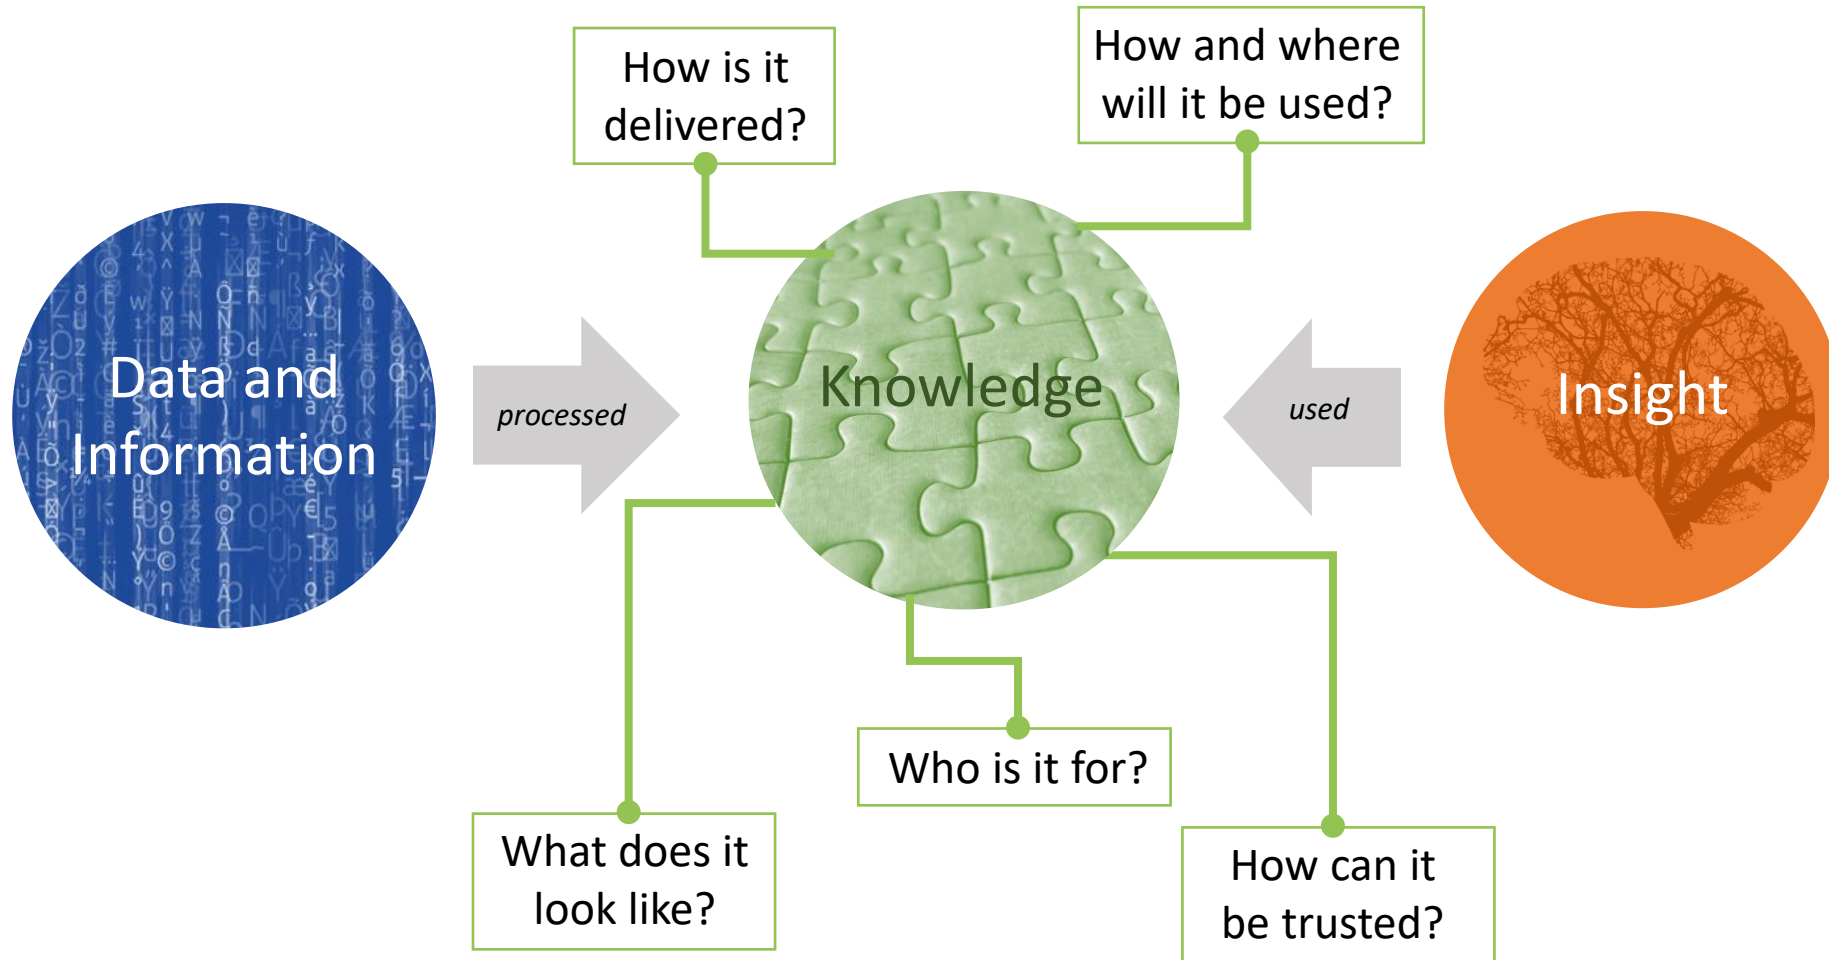 How is it
delivered?
How and where
will it be used?
Data and
Information
processed
Knowledge
used
Insight
Who is it for?
What does it
look like?
How can it
be trusted?